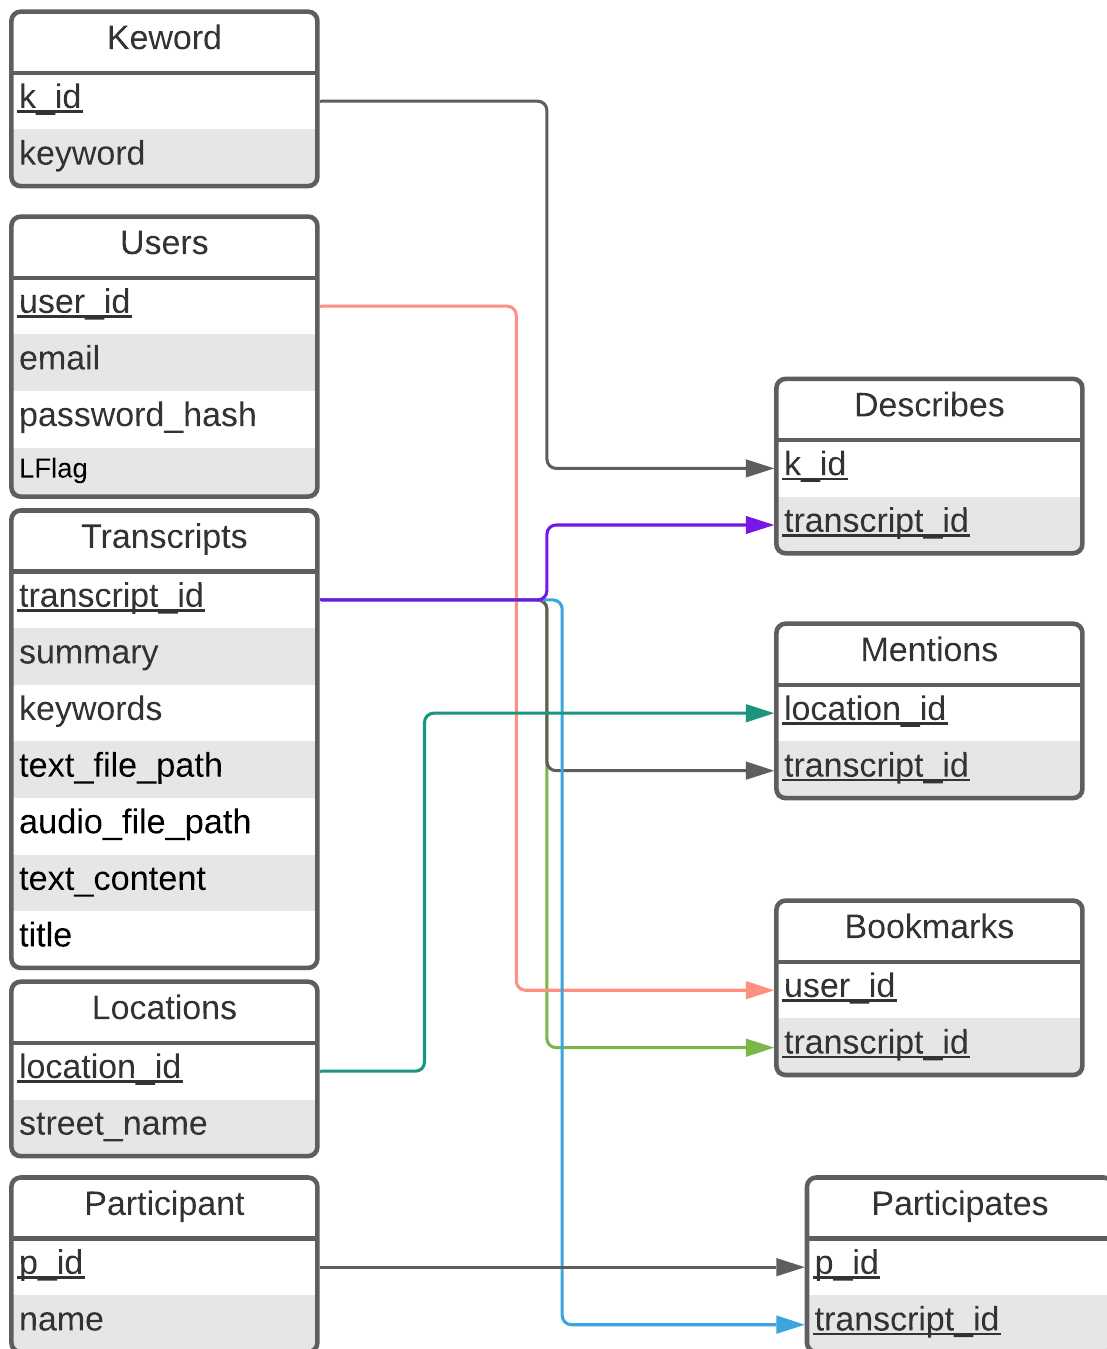 Keword
k_id
keyword
Users
user_id
email
password_hash
LFlag
Transcripts
transcript_id
summary
keywords
text_file_path
audio_file_path
text_content
title
Locations
location_id
street_name
Participant
p_id
name
Describes
k_id
transcript_id
Mentions
location_id
transcript_id
Bookmarks
user_id
transcript_id
Participates
p_id
transcript_id